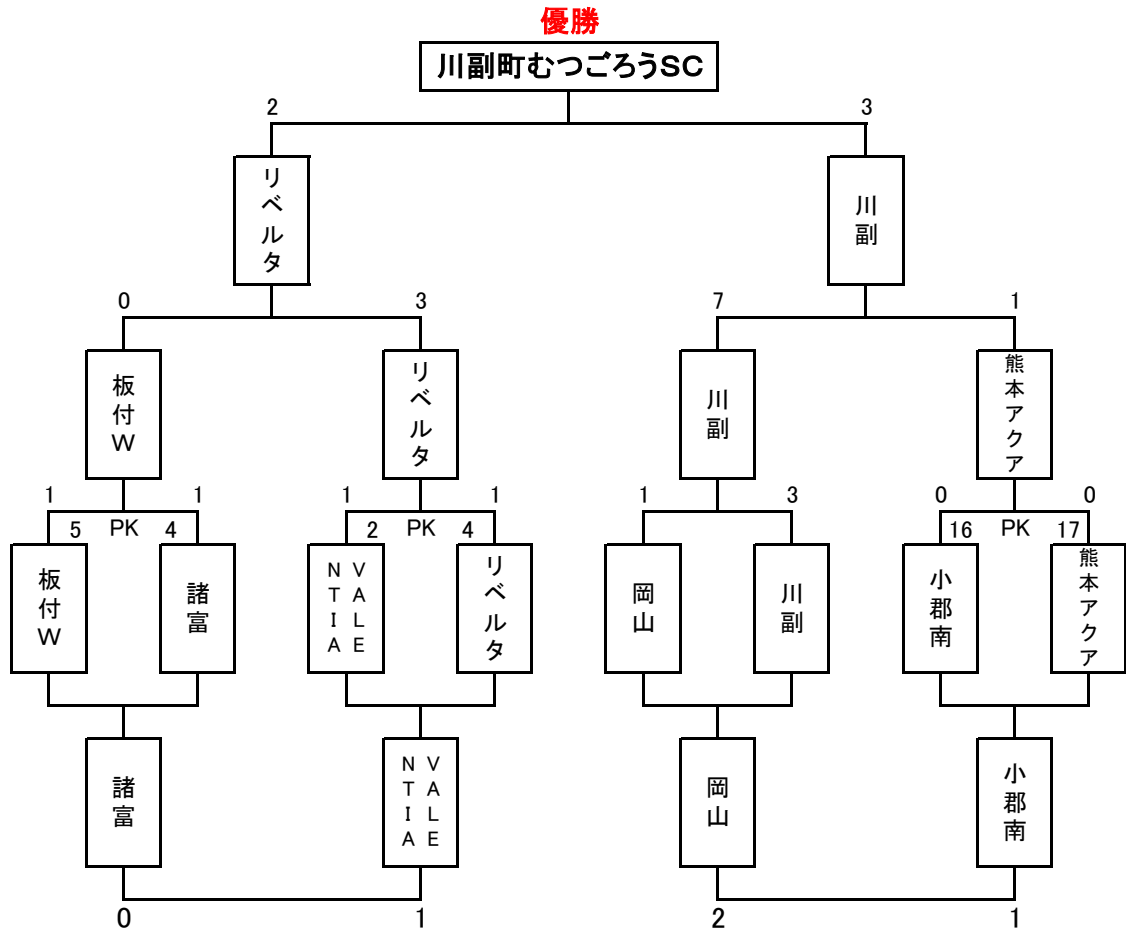 優勝
川副町むつごろうSC
2 3
リベルタ
川副
0 3 7 1
板付W
リベルタ
川副
熊本アクア
1 1 1 1 1 3 0 0
5 PK 4 2 PK 4 16 PK 17
板付W
諸富
VALE
NTIA
リベルタ
岡山
川副
小郡南
熊本アクア
諸富
VALE
NTIA
岡山
小郡南
0 1 2 1